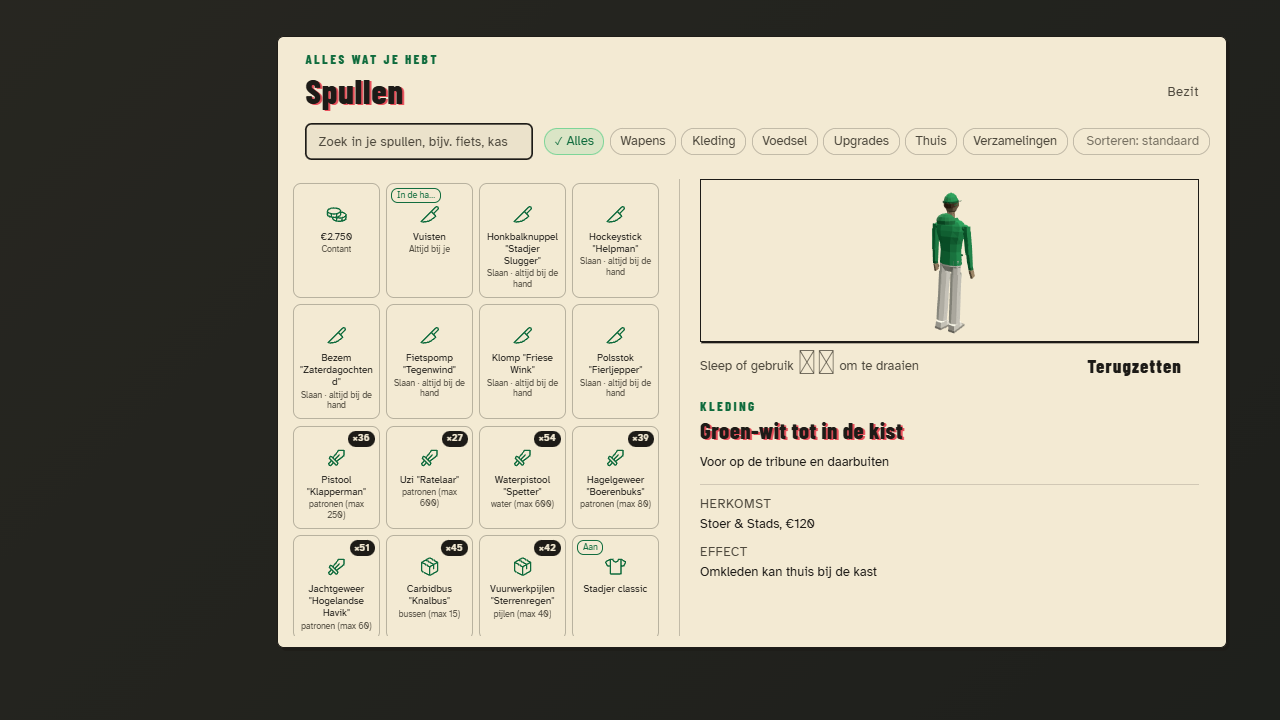 ALLES WAT JE HEBT
Spullen
Bezit
Zoek in je spullen, bijv. fiets, kas
✓ Alles
Wapens
Kleding
Voedsel
Upgrades
Thuis
Verzamelingen
Sorteren: standaard
€2.750
Contant
In de ha...
Vuisten
Altijd bij je
Honkbalknuppel
"Stadjer
Slugger"
Slaan · altijd bij de
hand
Hockeystick
"Helpman"
Slaan · altijd bij de
hand
Bezem
"Zaterdagochten
d"
Slaan · altijd bij de
hand
Fietspomp
"Tegenwind"
Slaan · altijd bij de
hand
Klomp "Friese
Wink"
Slaan · altijd bij de
hand
Polsstok
"Fierljepper"
Slaan · altijd bij de
hand
×36
Pistool
"Klapperman"
patronen (max
250)
×27
Uzi "Ratelaar"
patronen (max
600)
×54
Waterpistool
"Spetter"
water (max 600)
×39
Hagelgeweer
"Boerenbuks"
patronen (max 80)
×51
Jachtgeweer
"Hogelandse
Havik"
patronen (max 60)
×45
Carbidbus
"Knalbus"
bussen (max 15)
×42
Vuurwerkpijlen
"Sterrenregen"
pijlen (max 40)
Aan
Stadjer classic
Sleep of gebruik om te draaien
Terugzetten
KLEDING
Groen-wit tot in de kist
Voor op de tribune en daarbuiten
HERKOMST
Stoer & Stads, €120
EFFECT
Omkleden kan thuis bij de kast